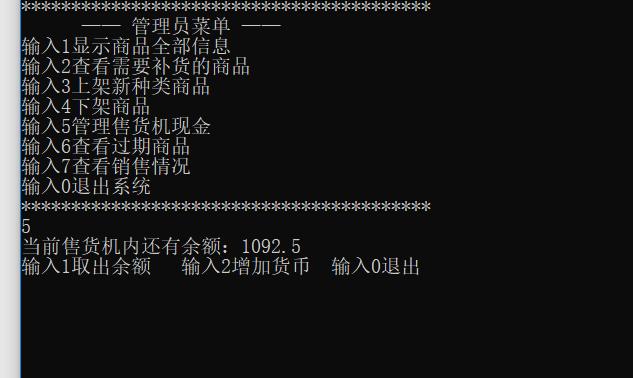 *****************************************
—— 管理员菜单 ——
输入1显示商品全部信息
输入2查看需要补货的商品
输入3上架新种类商品
输入4下架商品
输入5管理售货机现金
输入6查看过期商品
输入7查看销售情况
输入0退出系统
*****************************************
5
当前售货机内还有余额：1092.5
输入1取出余额   输入2增加货币  输入0退出